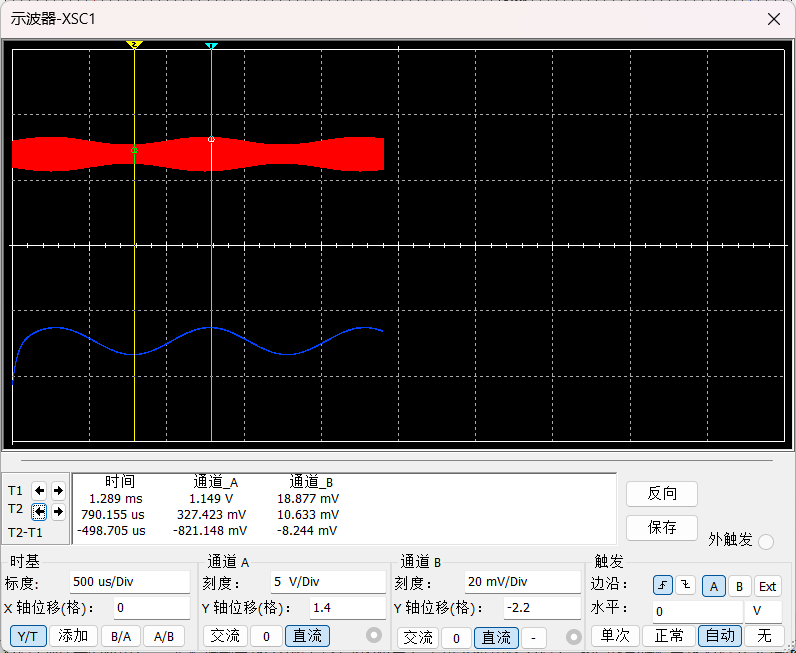 示波器-XSC1
2 1
时间 通道_A 通道_B
T1 1.289 ms 1.149 V 18.877 mV
T2 790.155 us 327.423 mV 10.633 mV
T2-T1 -498.705 us -821.148 mV -8.244 mV
反向
保存
外触发
时基 通道 A 通道 B 触发
标度: 500 us/Div 刻度: 5 V/Div 刻度: 20 mV/Div 边沿: A B Ext
X 轴位移(格): 0 Y 轴位移(格): 1.4 Y 轴位移(格): -2.2 水平: 0 V
Y/T 添加 B/A A/B 交流 0 直流 交流 0 直流 - 单次 正常 自动 无